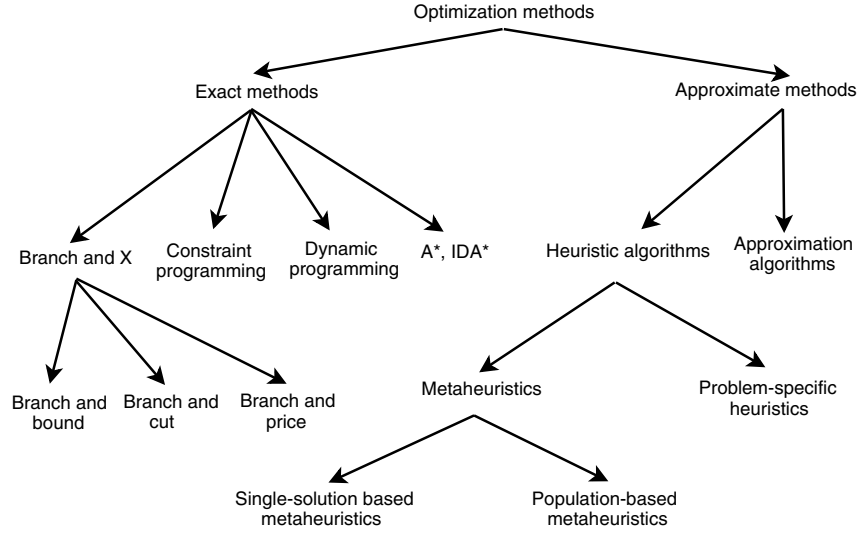 Optimization methods
Exact methods
Approximate methods
Branch and X
Constraint
programming
Dynamic
programming
A*, IDA*
Heuristic algorithms
Approximation
algorithms
Branch and
bound
Branch and
cut
Branch and
price
Metaheuristics
Problem-specific
heuristics
Single-solution based
metaheuristics
Population-based
metaheuristics